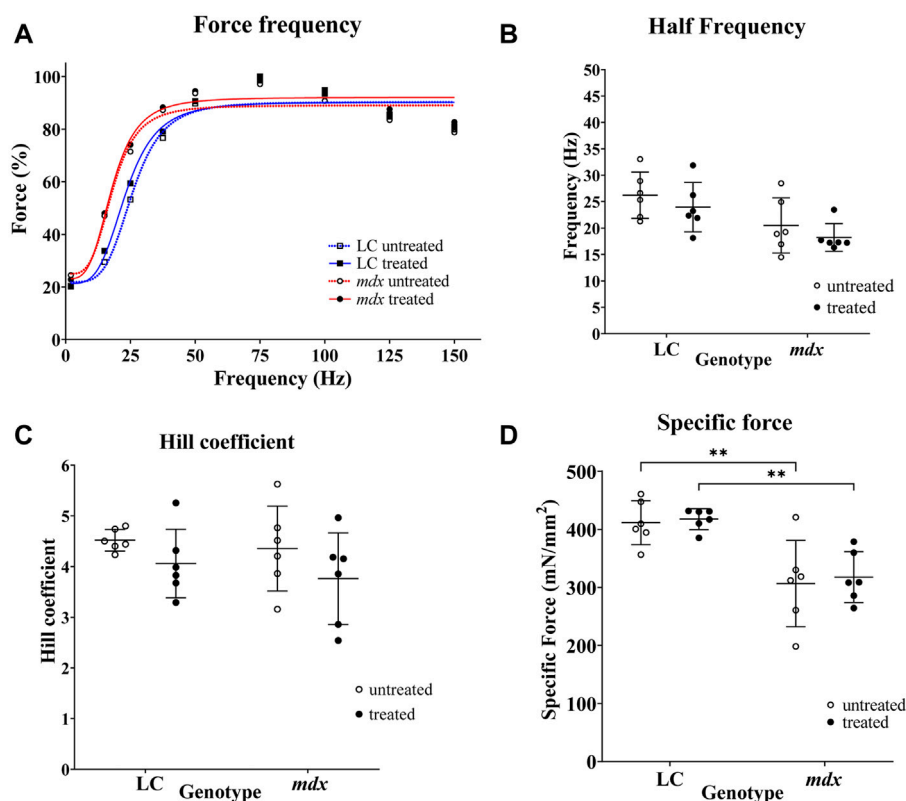 A
Force frequency
Force (%)
100
80
60
40
20
0
0
25
50
75
100
125
150
Frequency (Hz)
LC untreated
LC treated
mdx untreated
mdx treated
B
Half Frequency
Frequency (Hz)
50
45
40
35
30
25
20
15
10
5
0
untreated
treated
LC
mdx
Genotype
C
Hill coefficient
Hill coefficient
6
5
4
3
2
1
0
untreated
treated
LC
mdx
Genotype
D
Specific force
Specific Force (mN/mm²)
500
400
300
200
100
0
**
**
untreated
treated
LC
mdx
Genotype